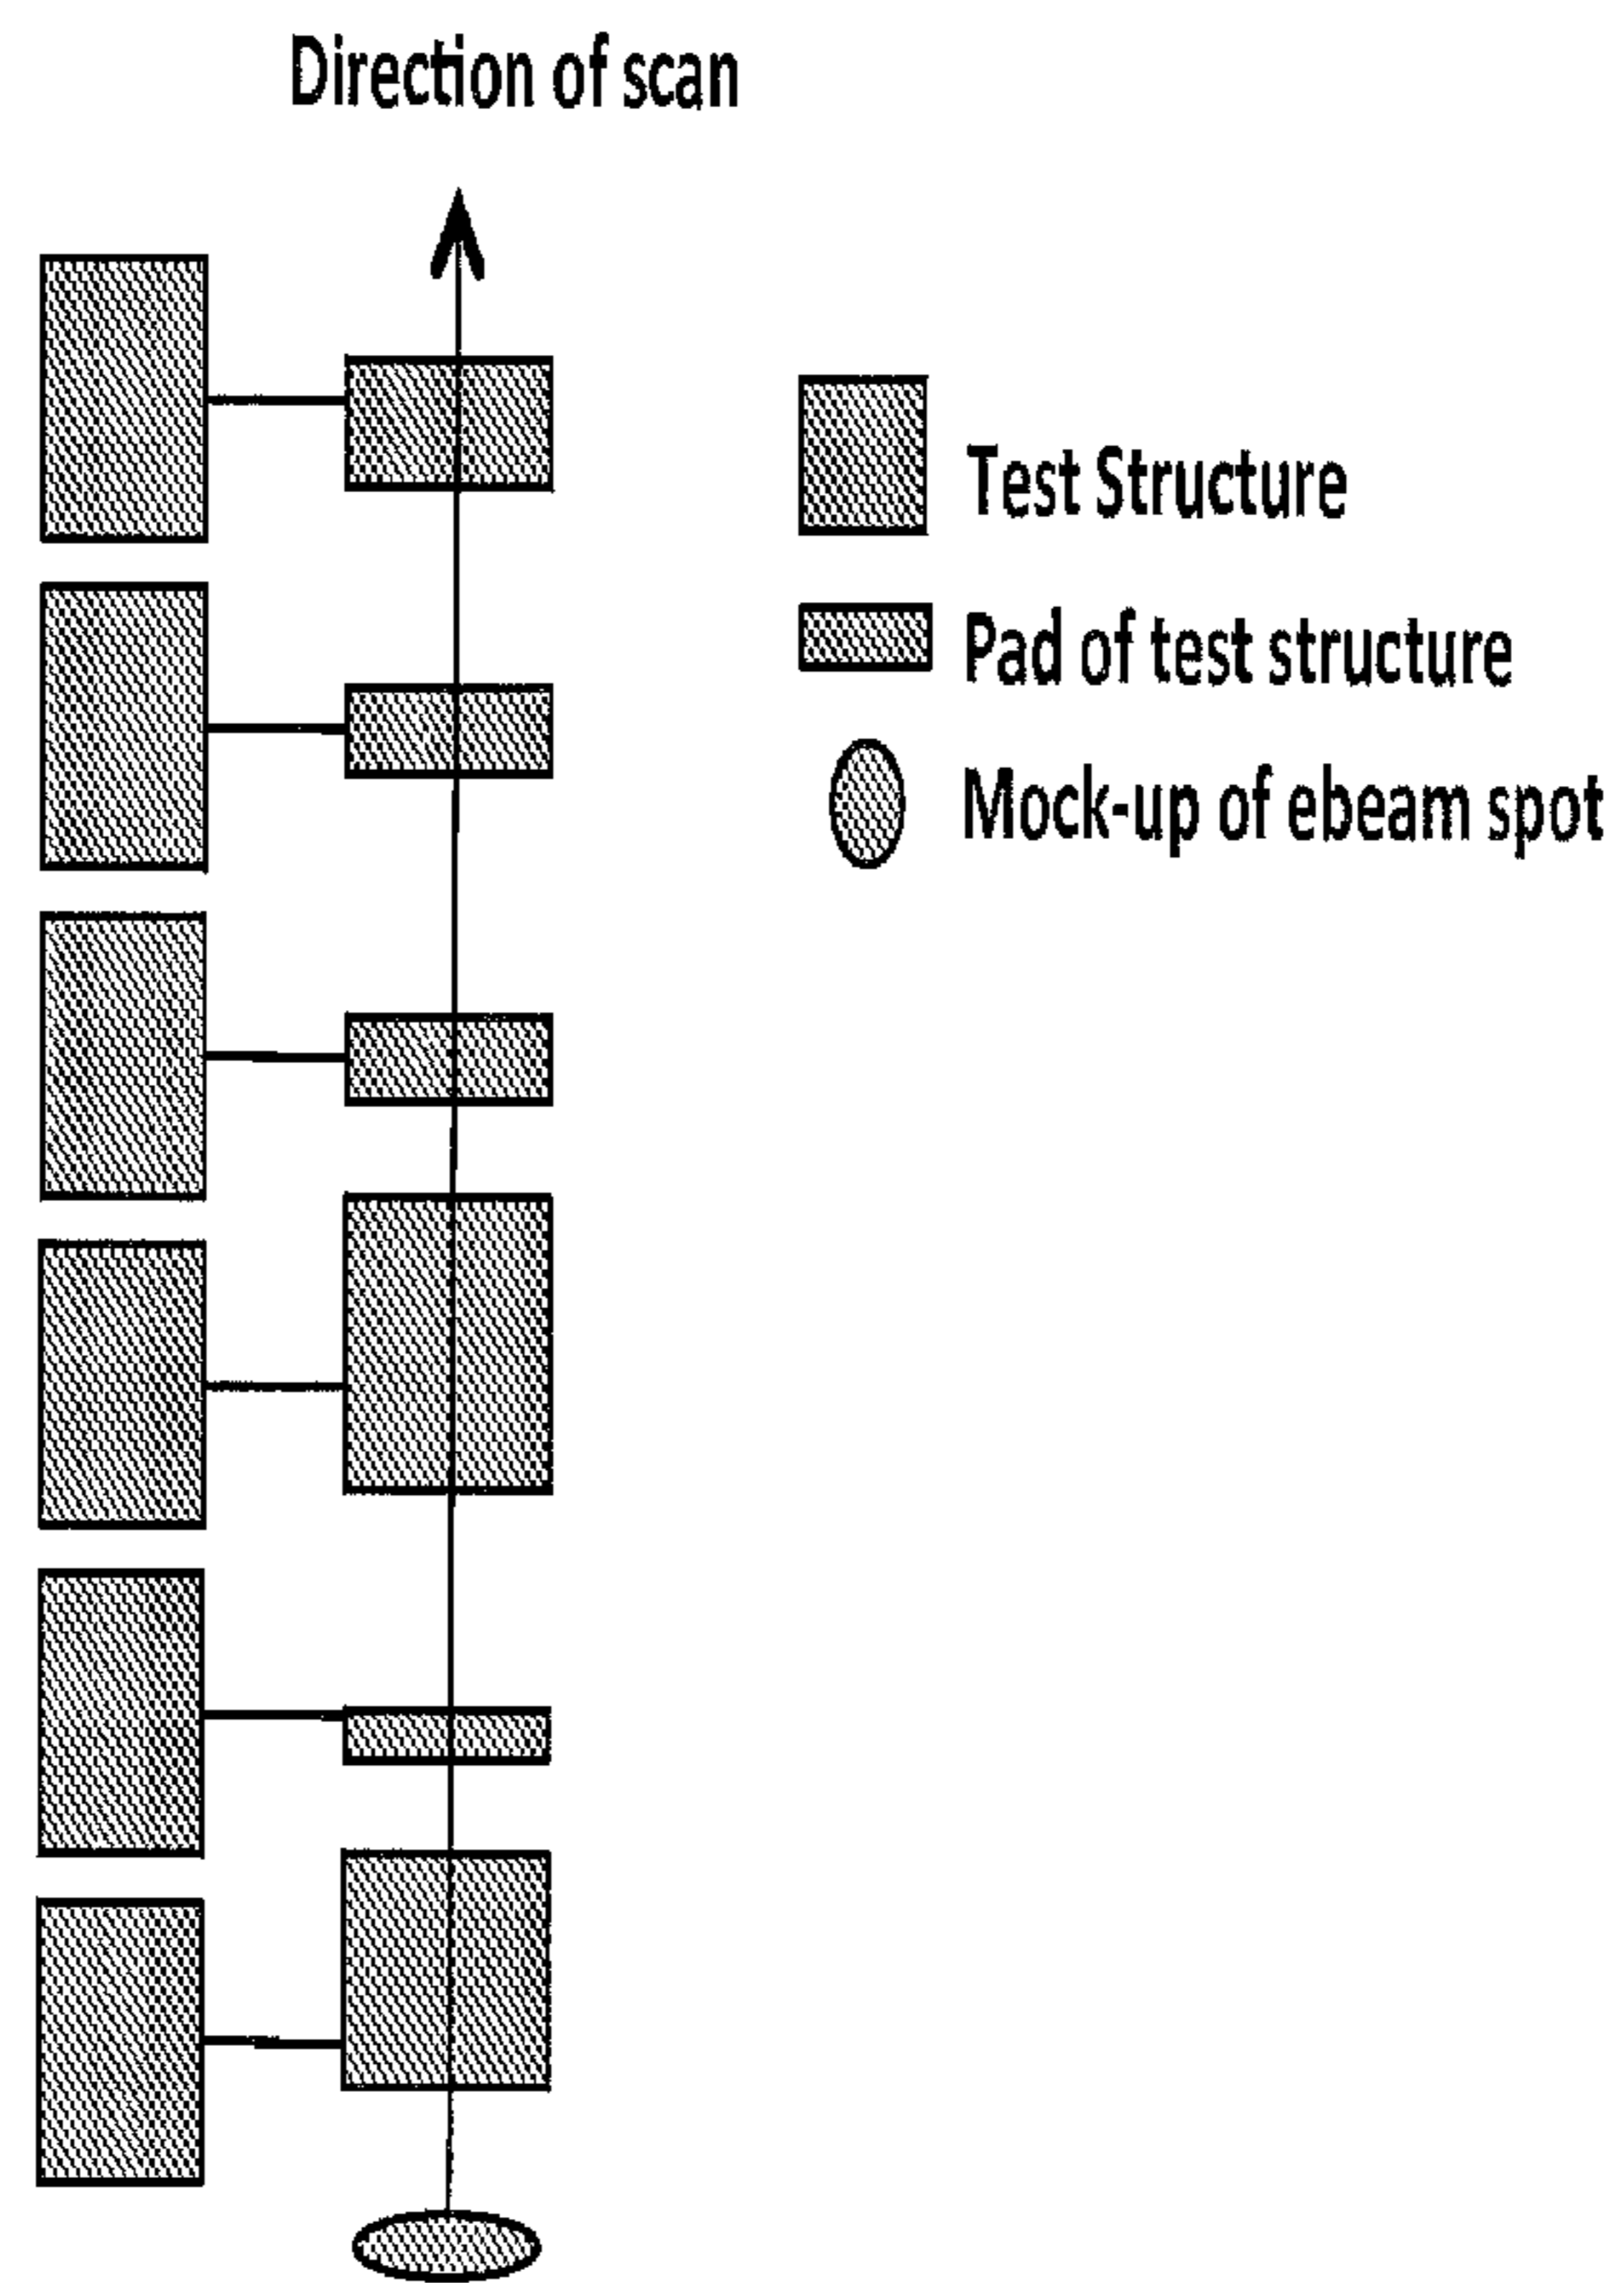 Direction of scan
Test Structure
Pad of test structure
Mock-up of ebeam spot